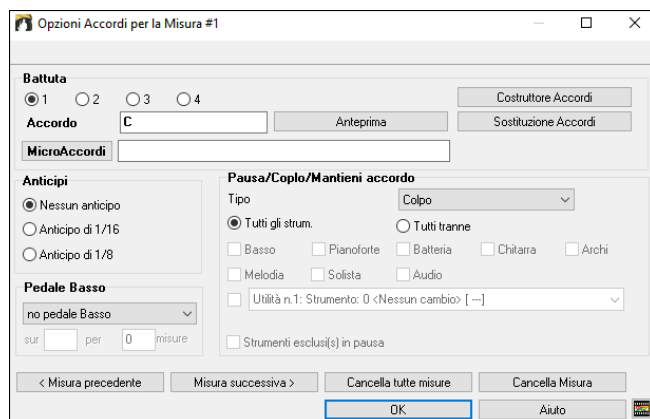 Opzioni Accordi per la Misura #1
Battuta
1 2 3 4
Costruttore Accordi
Accordo C Anteprima Sostituzione Accordi
MicroAccordi
Anticipi
Nessun anticipo
Anticipo di 1/16
Anticipo di 1/8
Pausa/Coplo/Mantieni accordo
Tipo Colpo
Tutti gli strum. Tutti tranne
Basso Pianoforte Batteria Chitarra Archi
Melodia Solista Audio
Utilità n.1: Strumento: 0 <Nessun cambio> [ ---]
Strumenti esclusi(s) in pausa
Pedale Basso
no pedale Basso
sur per 0 misure
< Misura precedente Misura successiva > Cancella tutte misure Cancella Misura
OK Aiuto